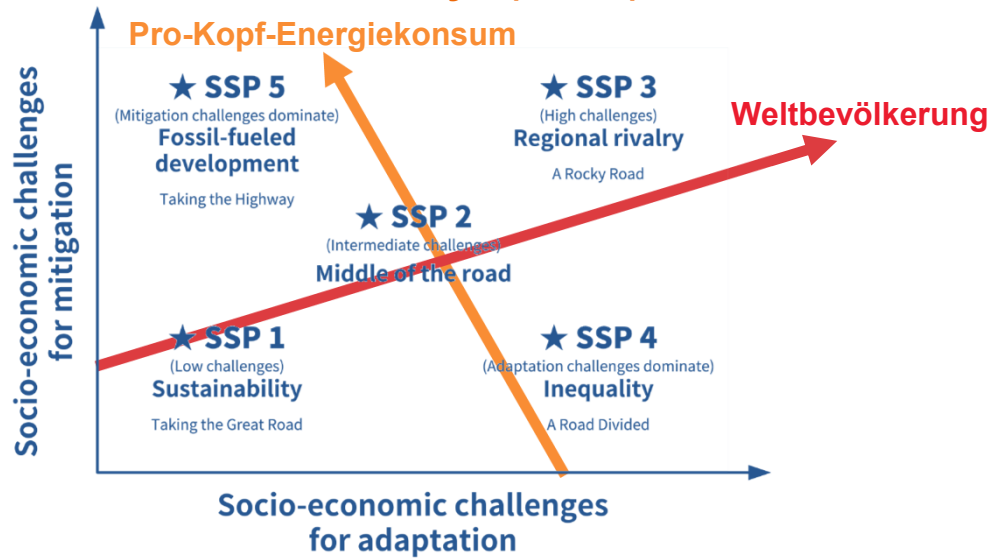 Pro-Kopf-Energiekonsum
SSP 5
(Mitigation challenges dominate)
Fossil-fueled
development
Taking the Highway
SSP 3
(High challenges)
Regional rivalry
A Rocky Road
Weltbevölkerung
SSP 2
(Intermediate challenges)
Middle of the road
SSP 1
(Low challenges)
Sustainability
Taking the Great Road
SSP 4
(Adaptation challenges dominate)
Inequality
A Road Divided
Socio-economic challenges
for mitigation
Socio-economic challenges
for adaptation